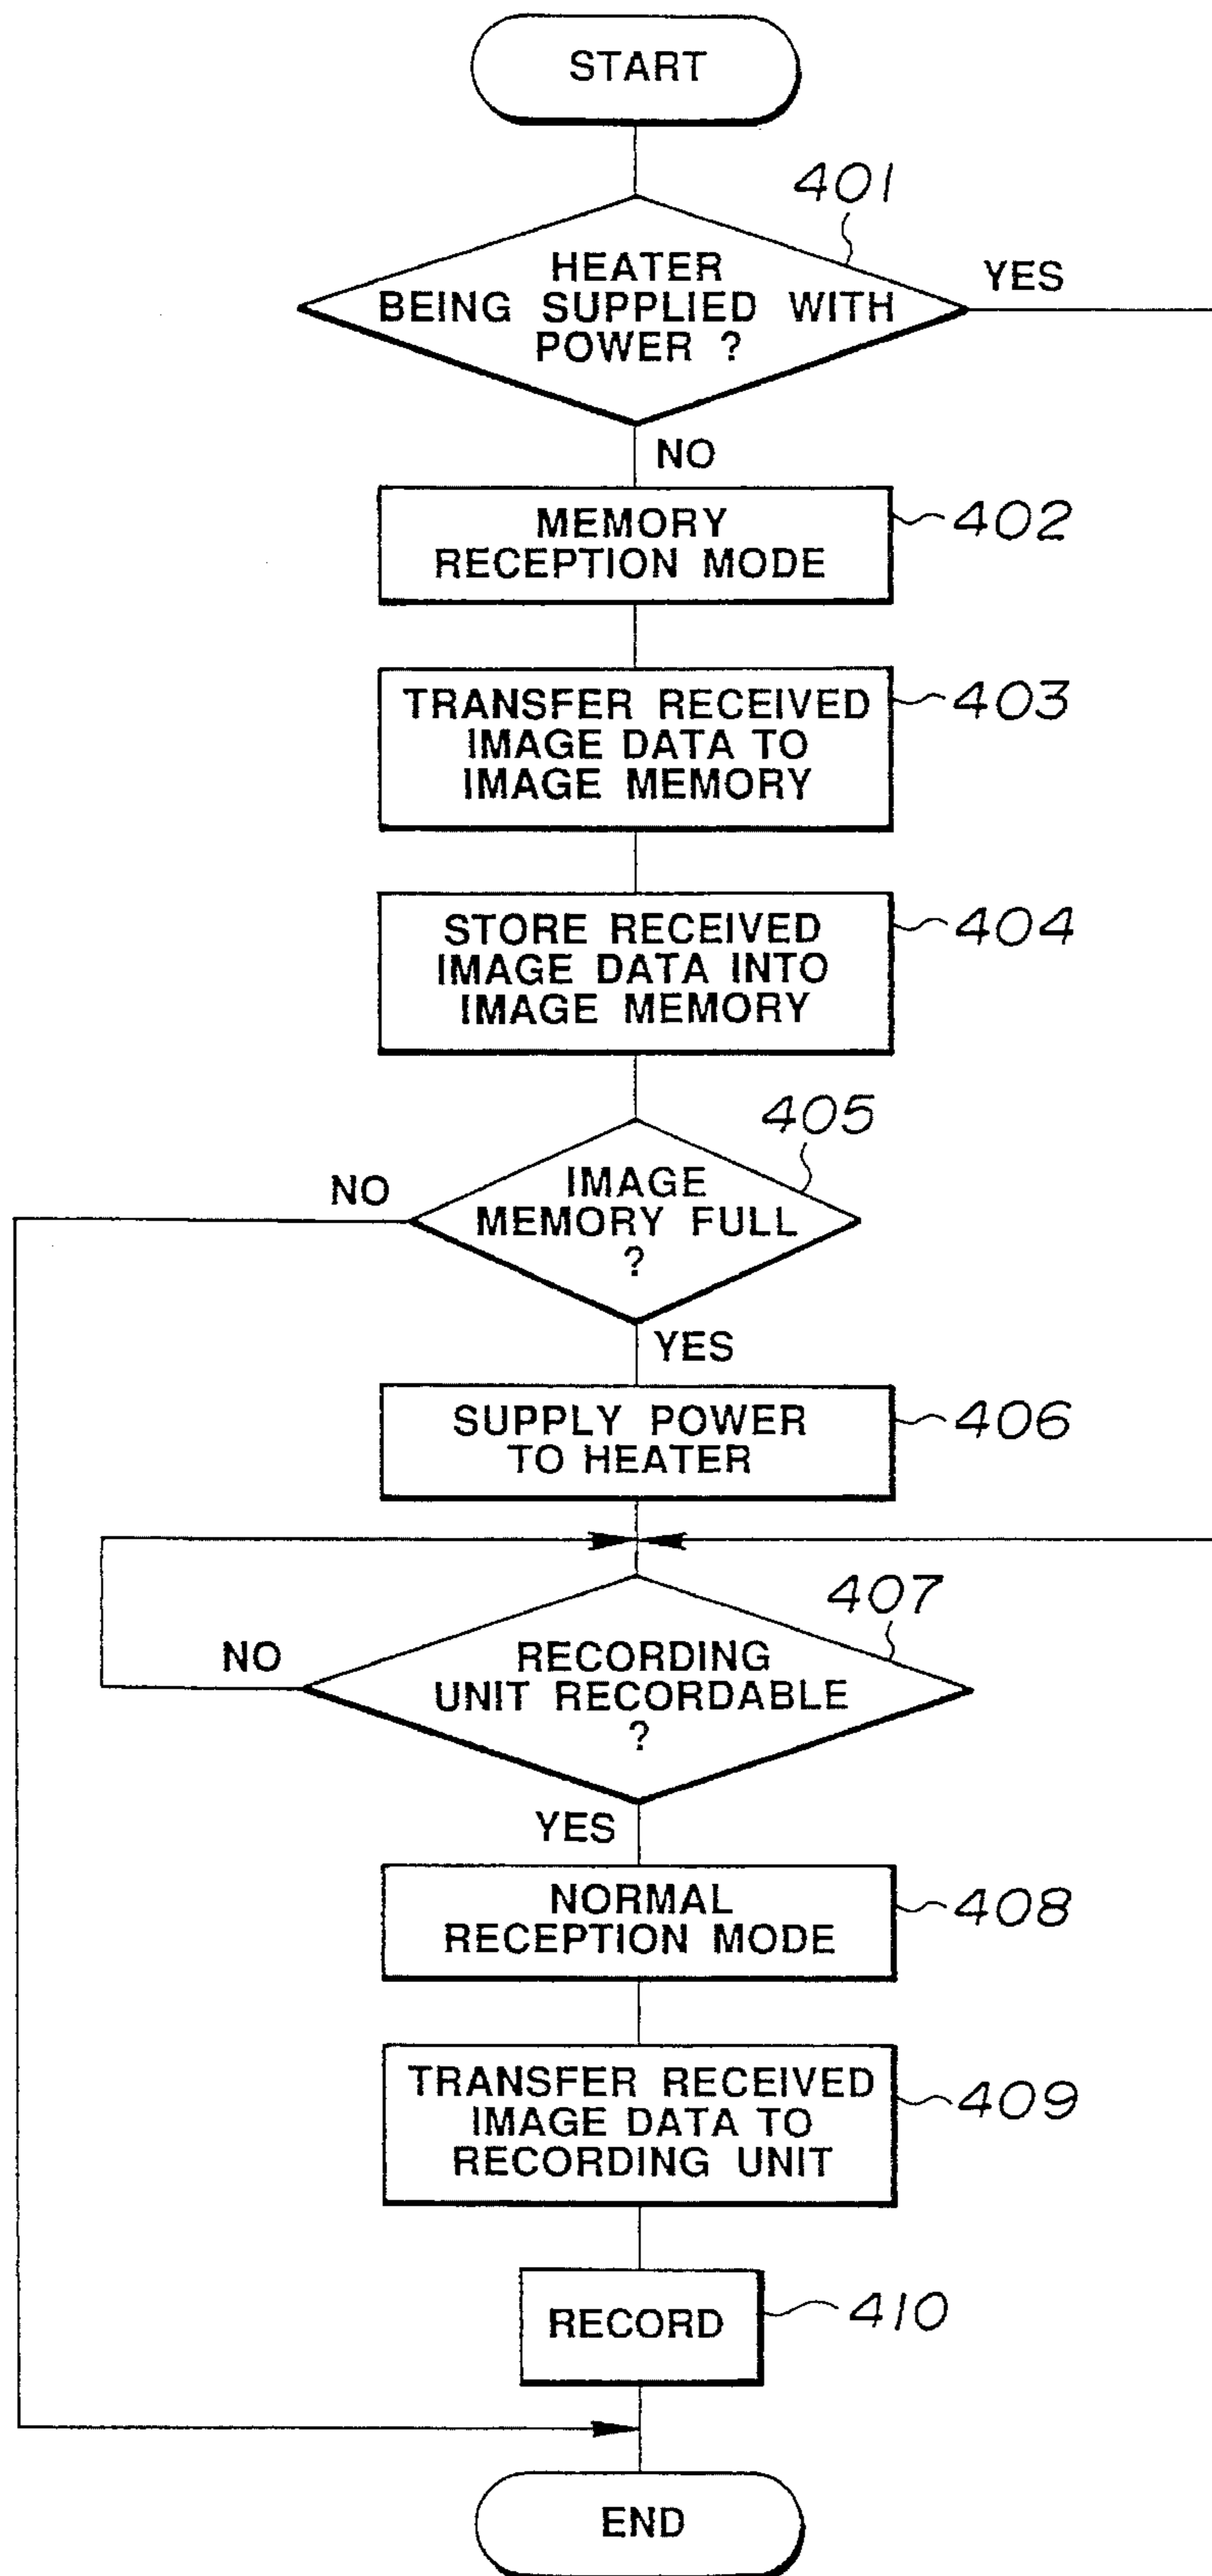 START
401
HEATER
BEING SUPPLIED WITH
POWER ?
YES
NO
MEMORY
RECEPTION MODE
402
TRANSFER RECEIVED
IMAGE DATA TO
IMAGE MEMORY
403
STORE RECEIVED
IMAGE DATA INTO
IMAGE MEMORY
404
405
IMAGE
MEMORY FULL
?
NO
YES
SUPPLY POWER
TO HEATER
406
407
RECORDING
UNIT RECORDABLE
?
NO
YES
NORMAL
RECEPTION MODE
408
TRANSFER RECEIVED
IMAGE DATA TO
RECORDING UNIT
409
RECORD
410
END